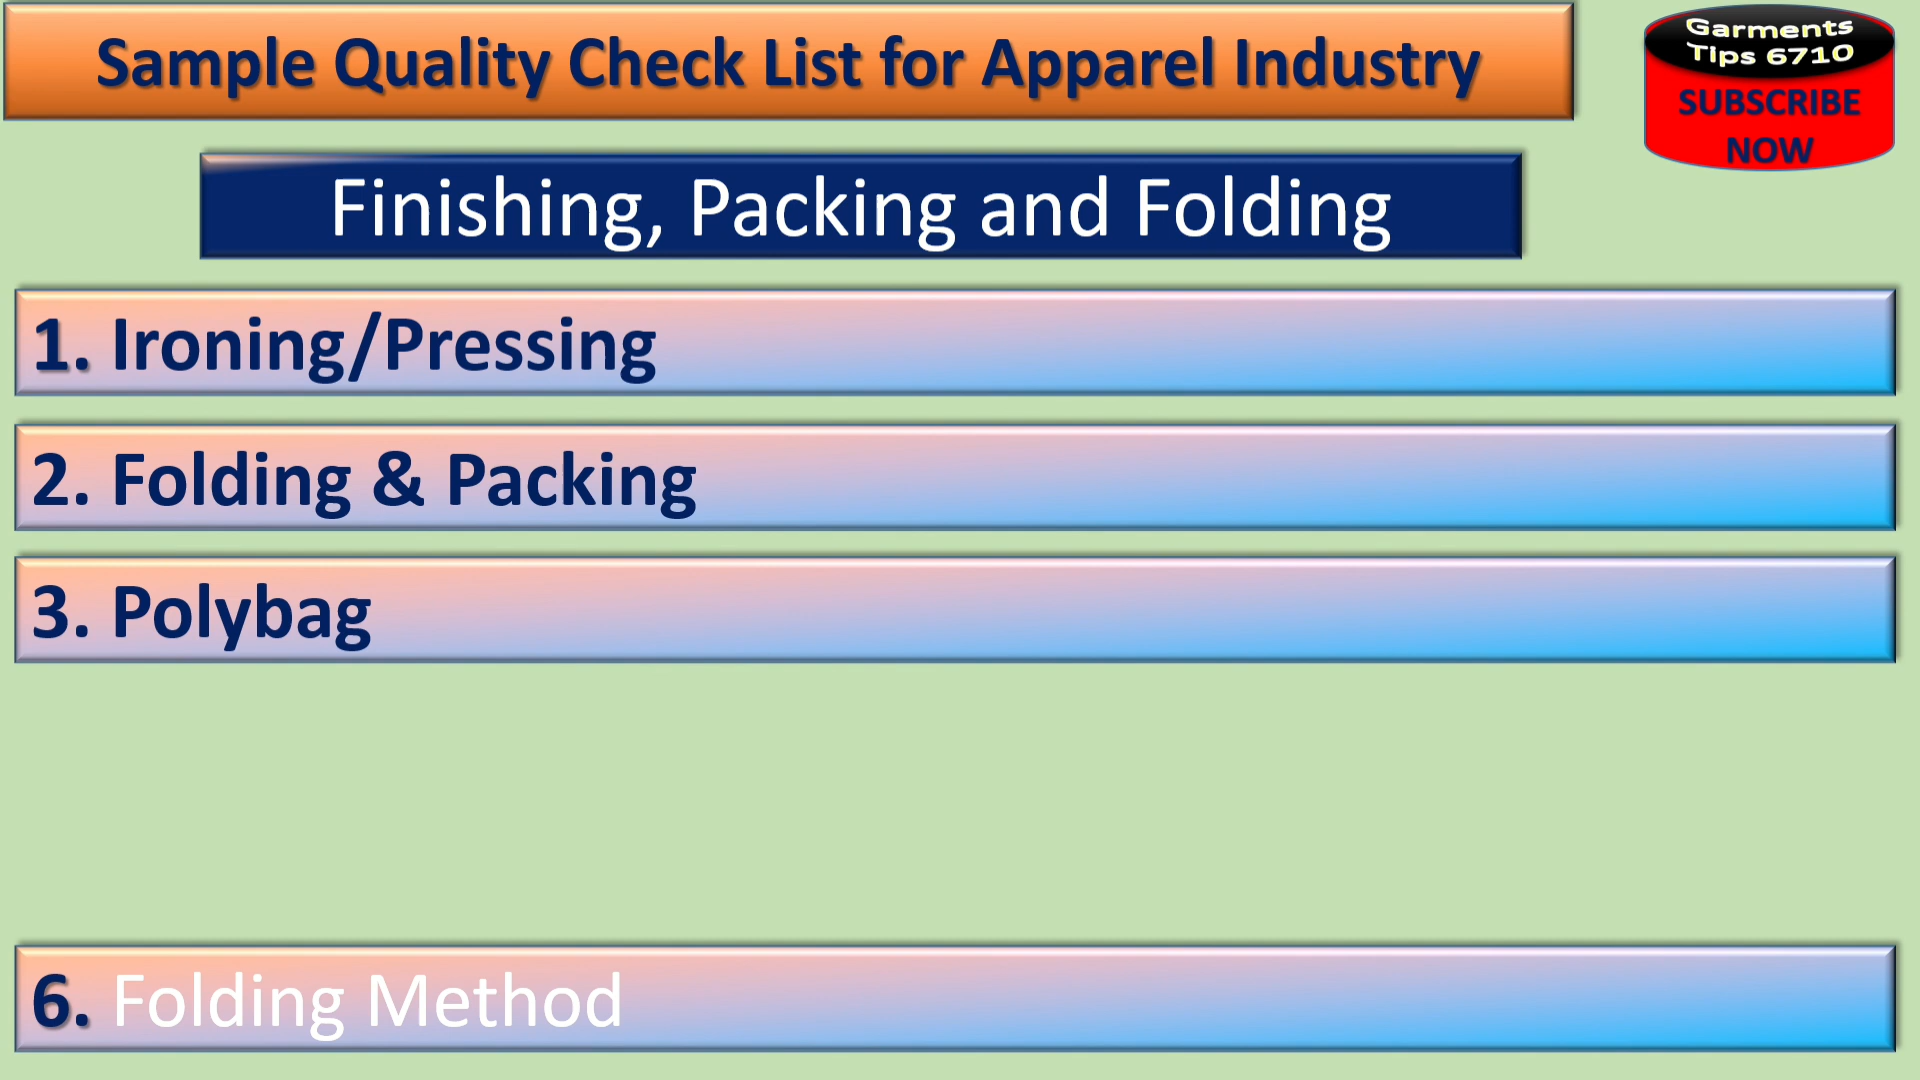 Sample Quality Check List for Apparel Industry
Garments
Tips 6710
SUBSCRIBE
NOW
Finishing, Packing and Folding
1. Ironing/Pressing
2. Folding & Packing
3. Polybag
6. Folding Method